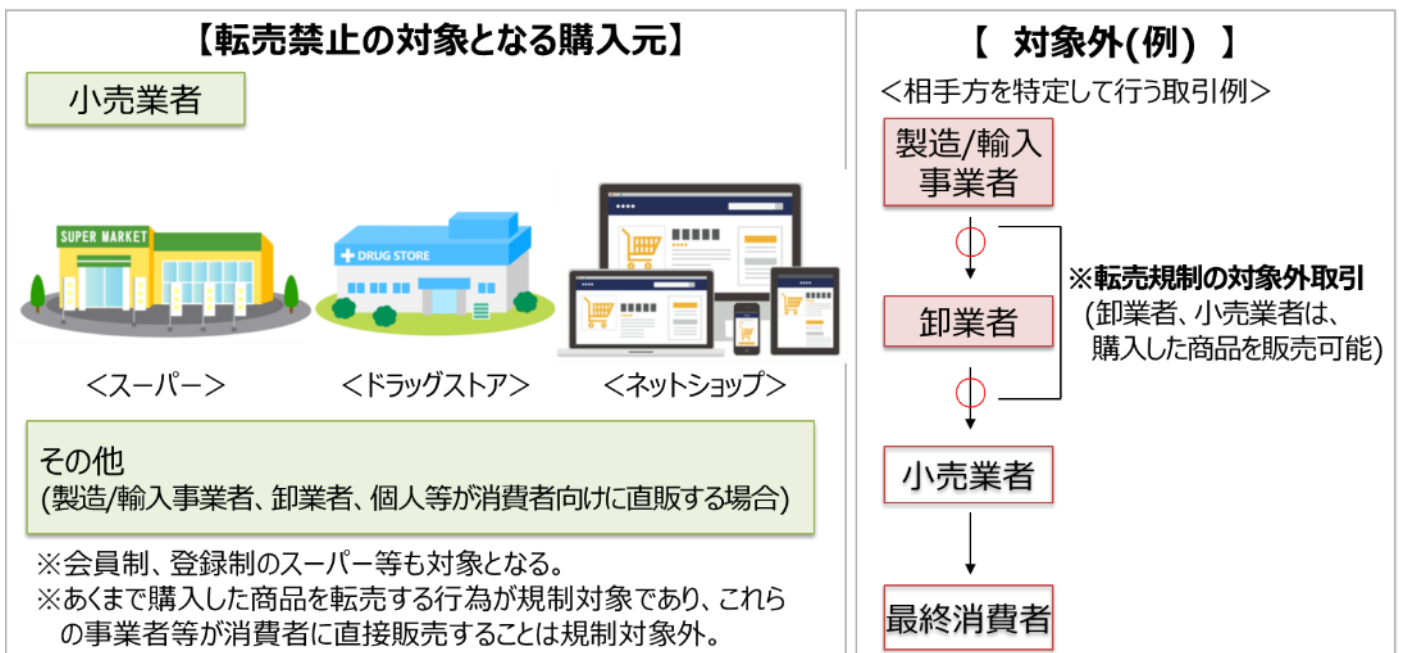 【転売禁止の対象となる購入元】
小売業者
SUPER MARKET
DRUG STORE
＜スーパー＞
＜ドラッグストア＞
＜ネットショップ＞
その他
(製造/輸入事業者、卸業者、個人等が消費者向けに直販する場合)
※会員制、登録制のスーパー等も対象となる。
※あくまで購入した商品を転売する行為が規制対象であり、これら
の事業者等が消費者に直接販売することは規制対象外。
【 対象外(例) 】
＜相手方を特定して行う取引例＞
製造/輸入
事業者
※転売規制の対象外取引
(卸業者、小売業者は、
購入した商品を販売可能)
卸業者
小売業者
最終消費者